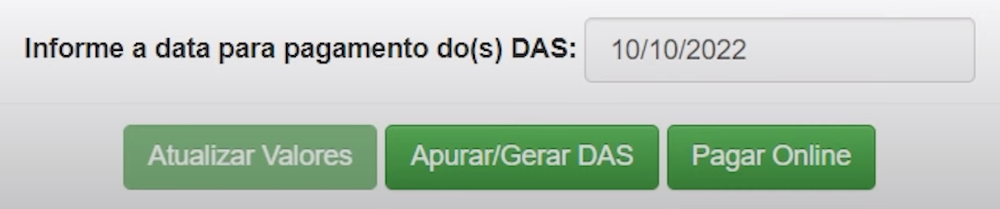 Informe a data para pagamento do(s) DAS: 10/10/2022
Atualizar Valores Apurar/Gerar DAS Pagar Online